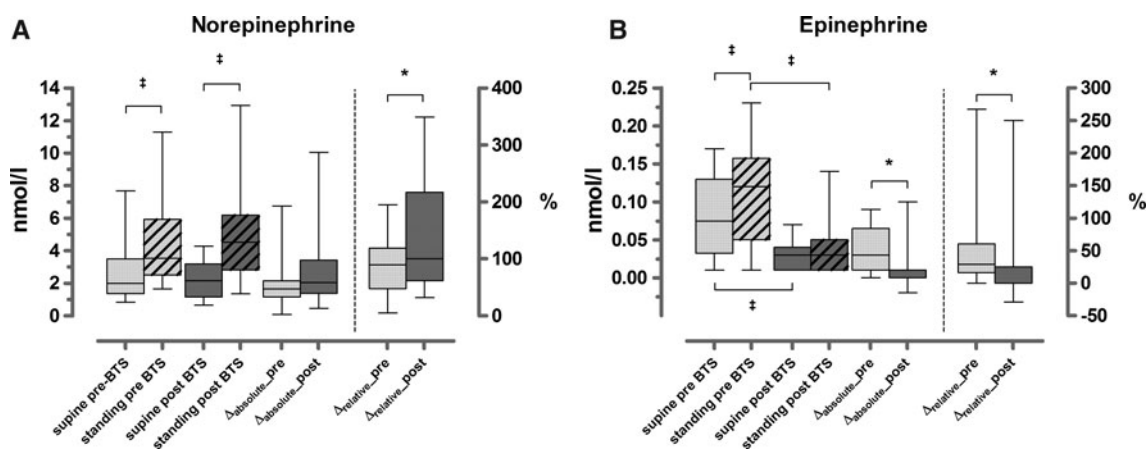 A
Norepinephrine
‡
‡
*
nmol/l
14
12
10
8
6
4
2
0
400
300
200
100
0
%
supine pre-BTS
standing pre BTS
supine post BTS
standing post BTS
Δabsolute_pre
Δabsolute_post
Δrelative_pre
Δrelative_post
B
Epinephrine
‡
‡
*
*
‡
nmol/l
0.25
0.20
0.15
0.10
0.05
0.00
300
250
200
150
100
50
0
-50
%
supine pre BTS
standing pre BTS
supine post BTS
standing post BTS
Δabsolute_pre
Δabsolute_post
Δrelative_pre
Δrelative_post